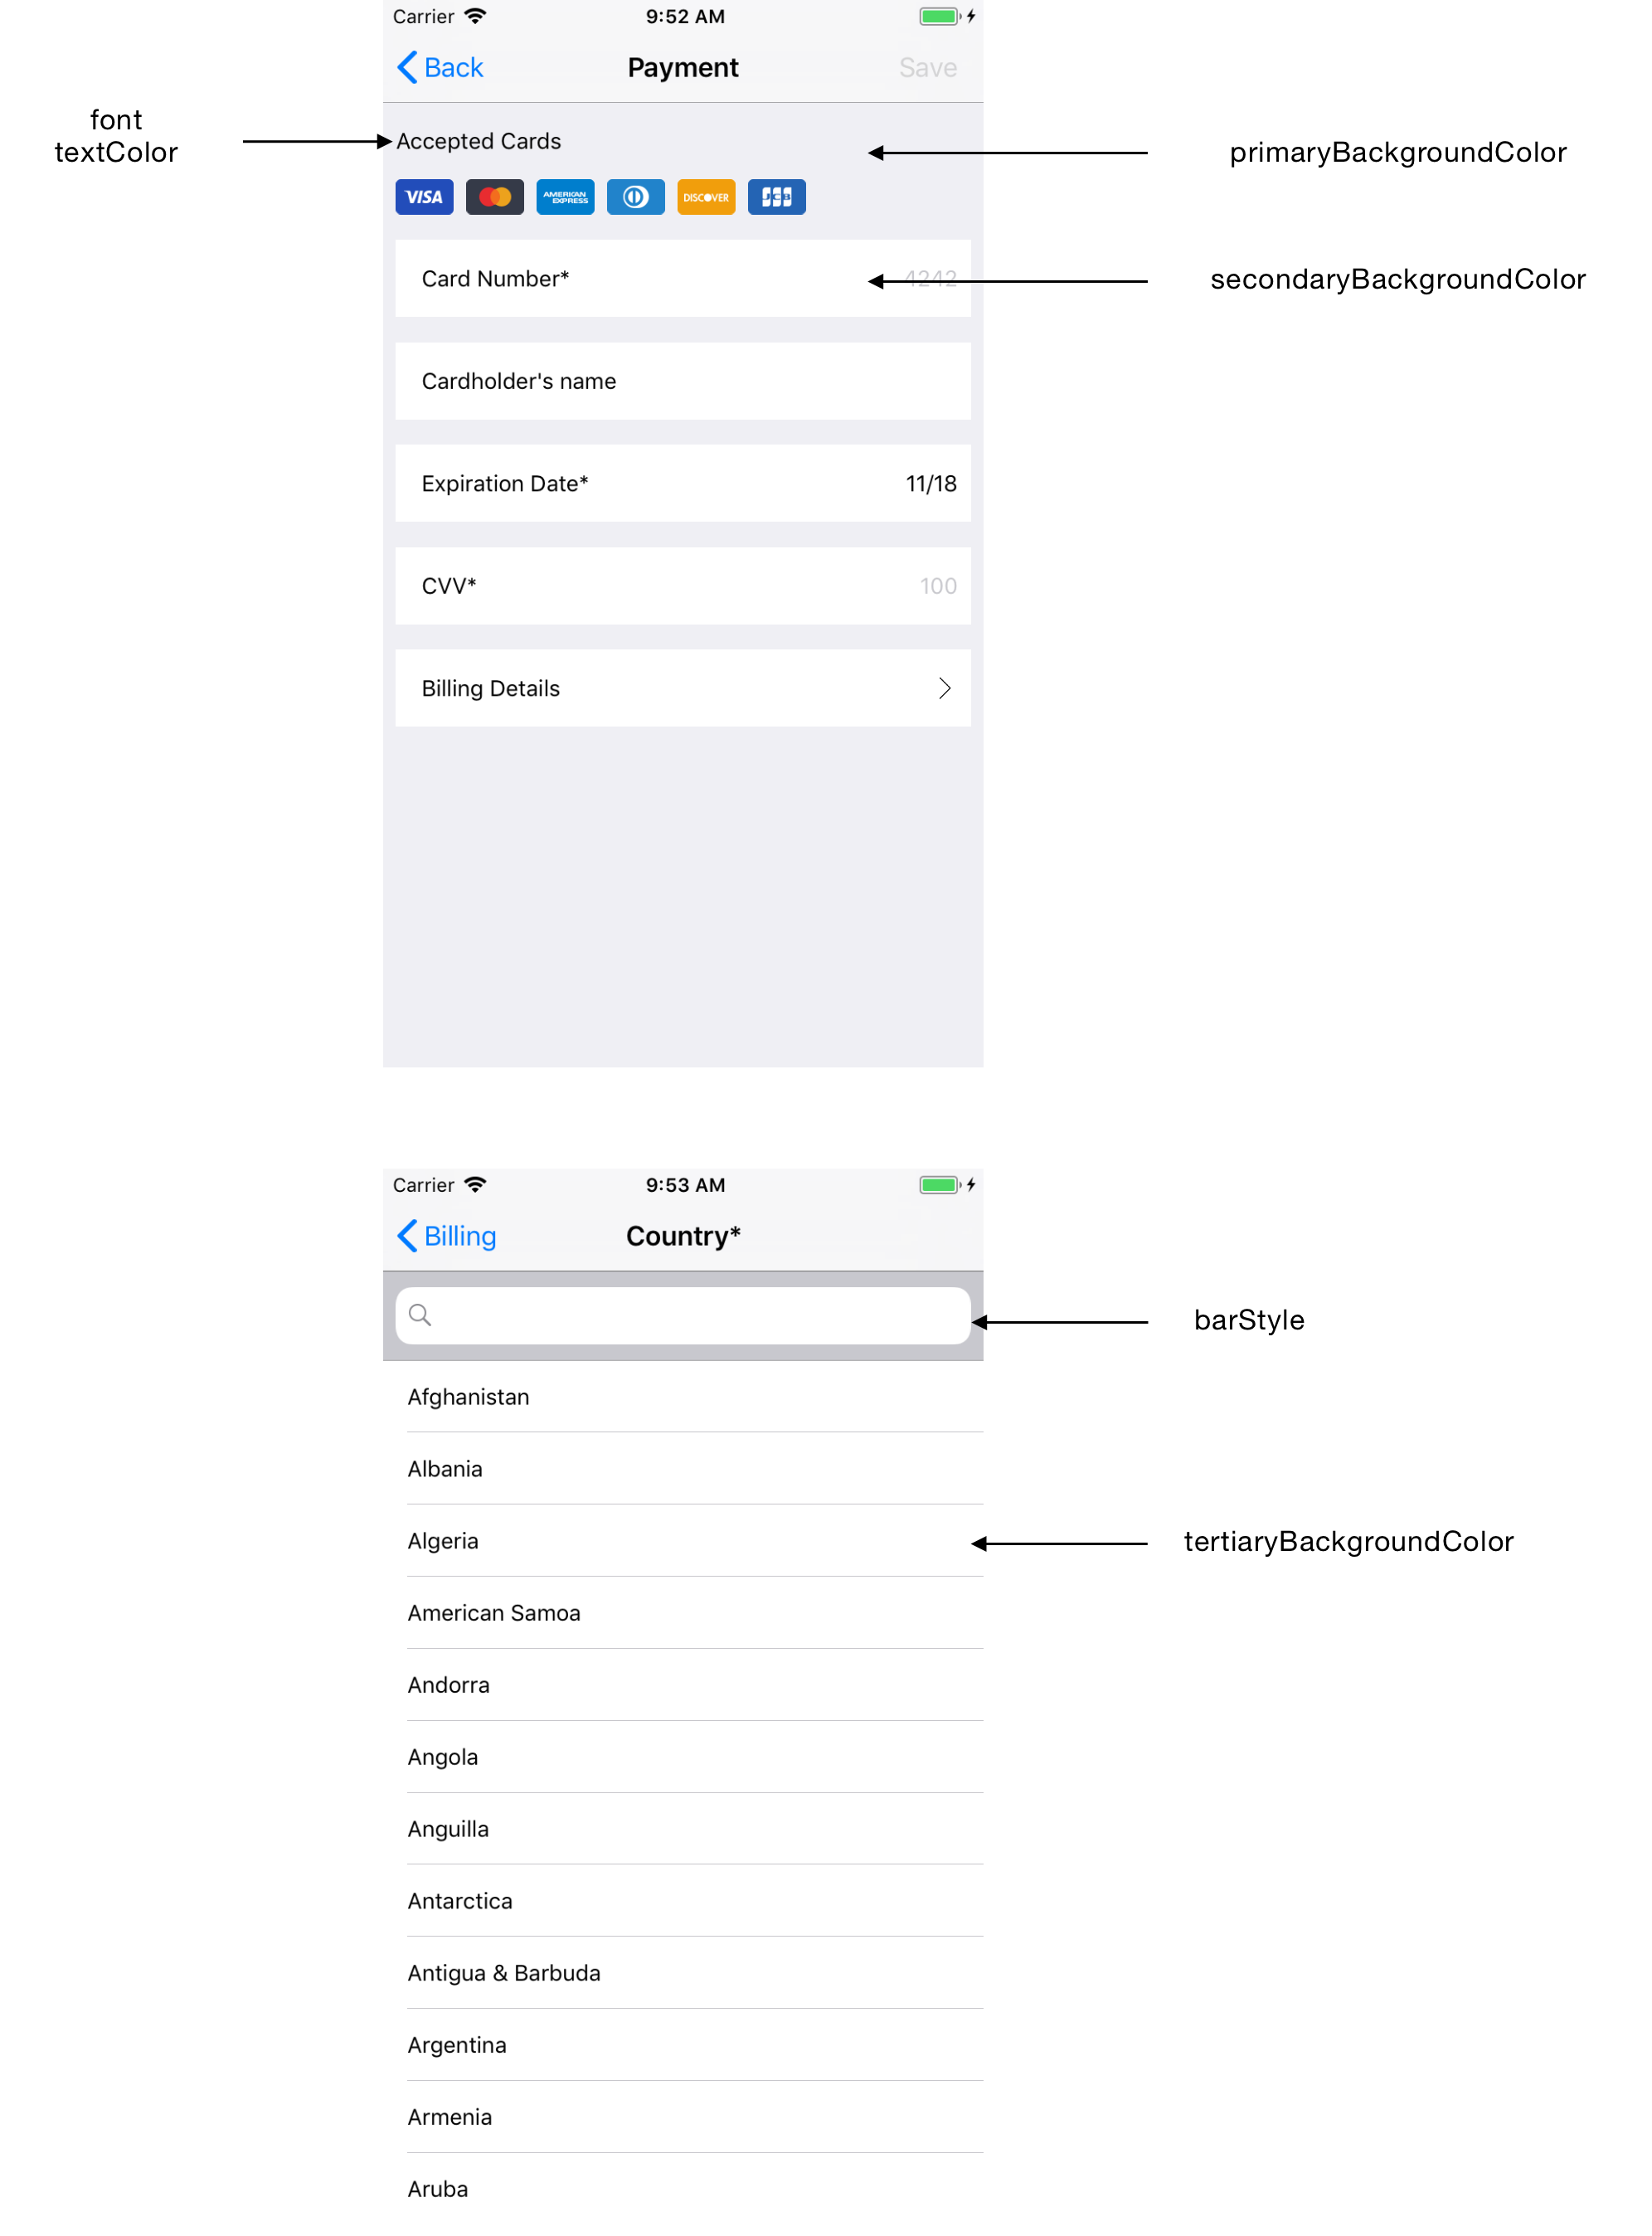 Carrier 9:52 AM
Back Payment Save
font
textColor
Accepted Cards
primaryBackgroundColor
VISA AMERICAN EXPRESS DISCOVER JCB
Card Number* 4242
secondaryBackgroundColor
Cardholder's name
Expiration Date* 11/18
CVV* 100
Billing Details
Carrier 9:53 AM
Billing Country*
barStyle
Afghanistan
Albania
Algeria
tertiaryBackgroundColor
American Samoa
Andorra
Angola
Anguilla
Antarctica
Antigua & Barbuda
Argentina
Armenia
Aruba